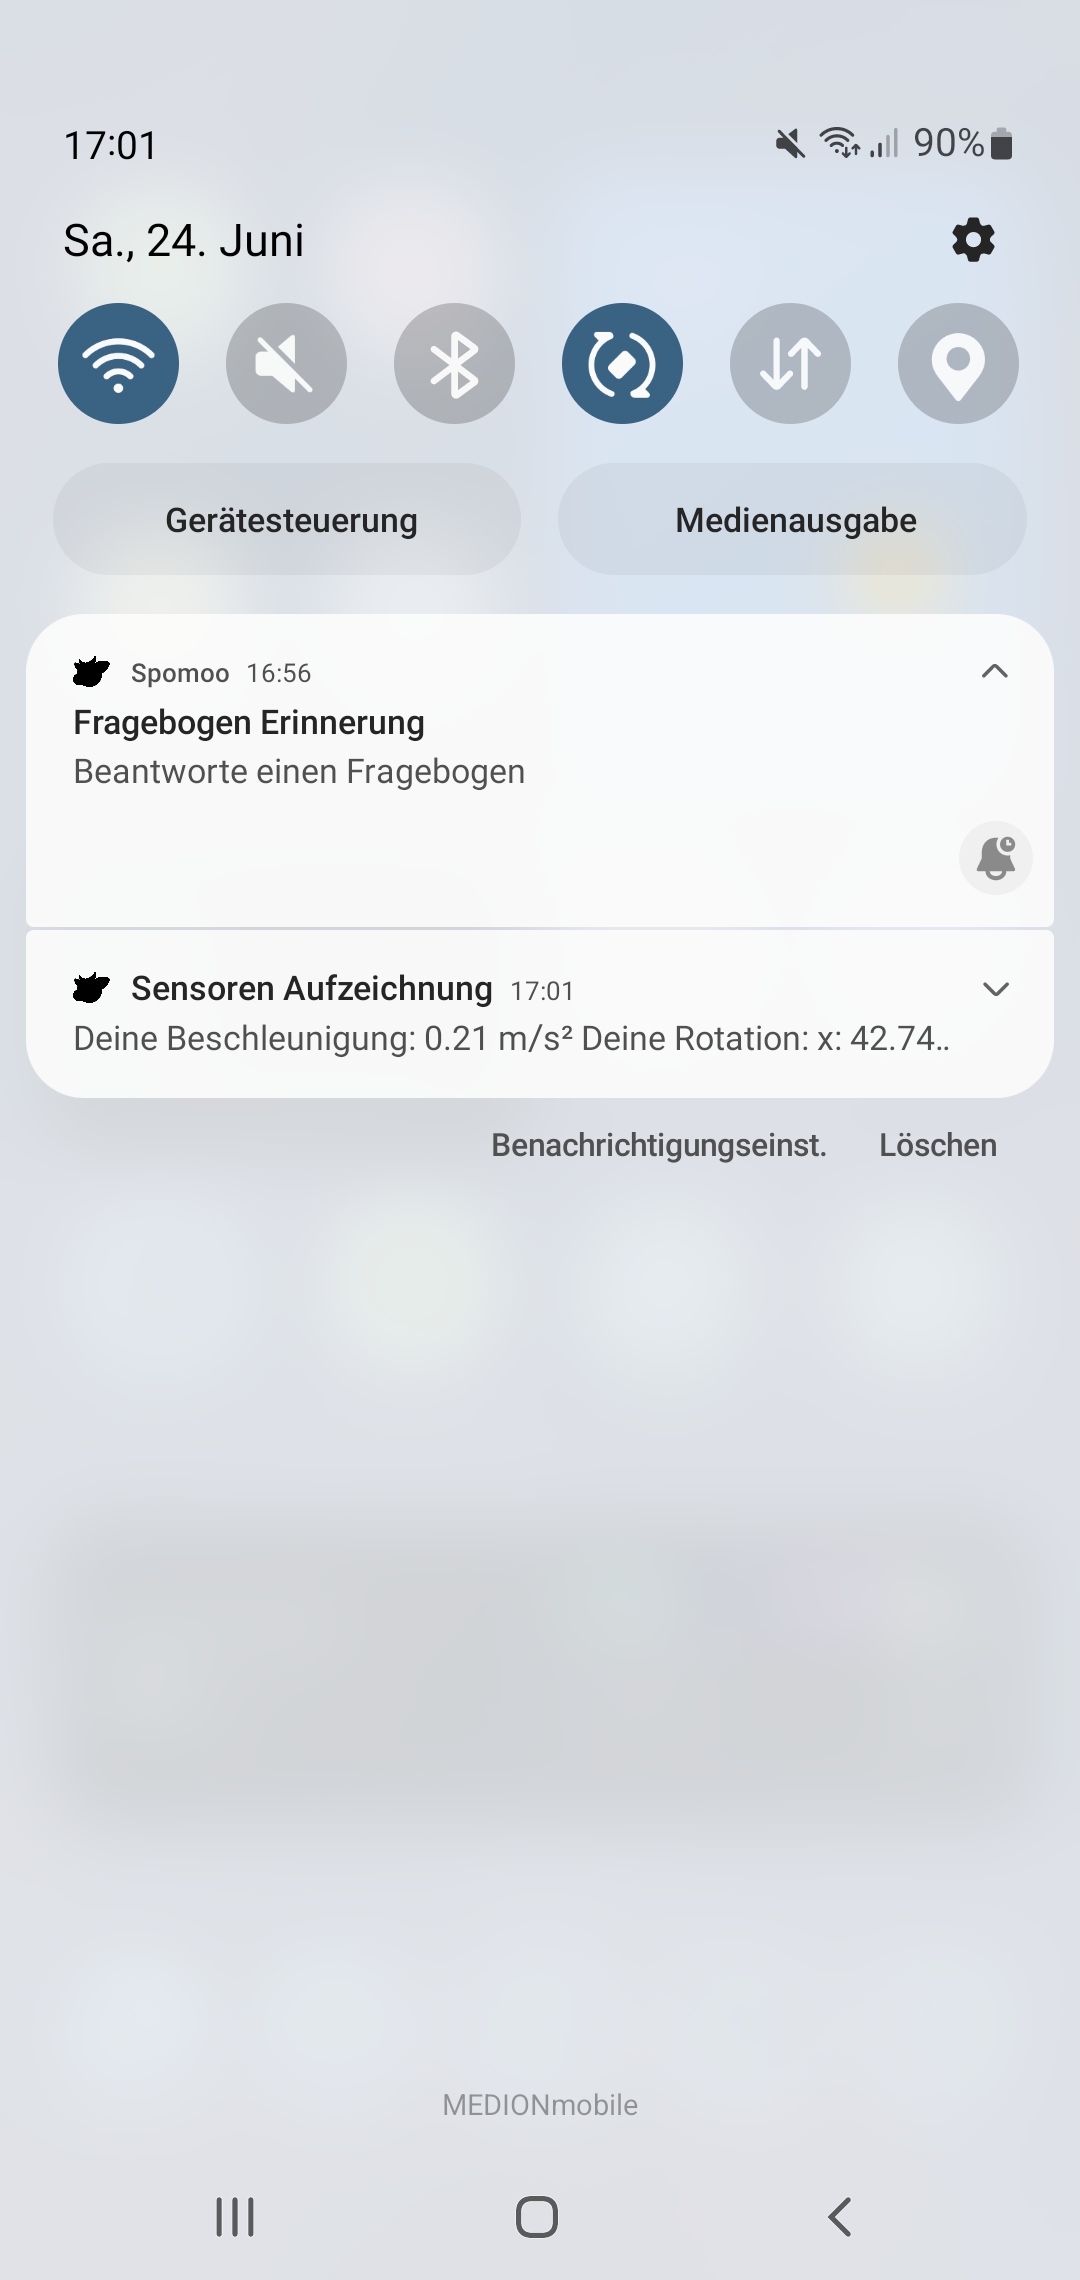 17:01 90%
Sa., 24. Juni
Gerätesteuerung Medienausgabe
Spomoo 16:56
Fragebogen Erinnerung
Beantworte einen Fragebogen
Sensoren Aufzeichnung 17:01
Deine Beschleunigung: 0.21 m/s² Deine Rotation: x: 42.74..
Benachrichtigungseinst. Löschen
MEDIONmobile